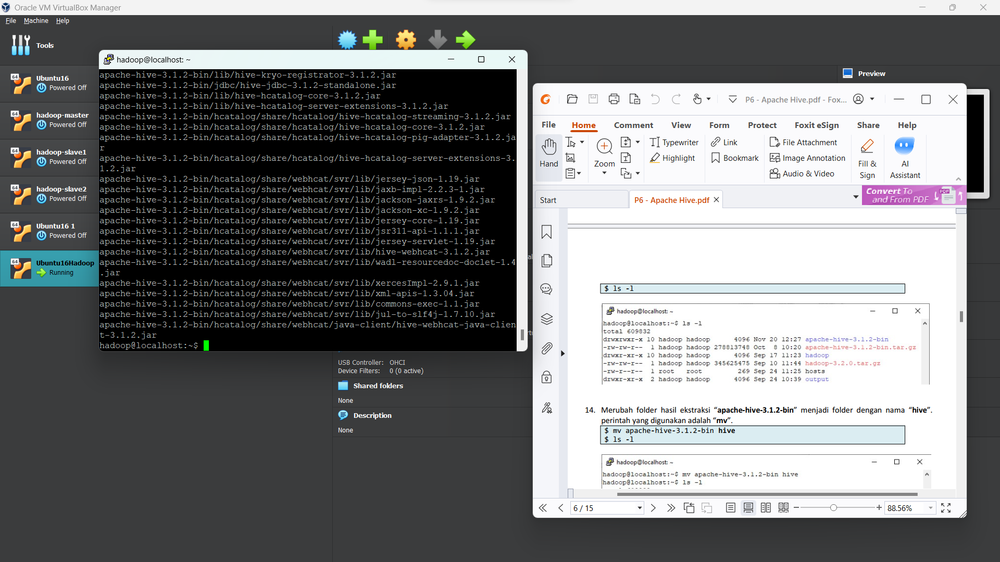 Oracle VM VirtualBox Manager
File Machine Help
Tools
64
Ubuntu16
Powered Off
64
hadoop-master
Powered Off
64
hadoop-slave1
Powered Off
64
hadoop-slave2
Powered Off
64
Ubuntu16 1
Powered Off
64
Ubuntu16Hadoop
Running
hadoop@localhost: ~
apache-hive-3.1.2-bin/lib/hive-kryo-registrator-3.1.2.jar
apache-hive-3.1.2-bin/jdbc/hive-jdbc-3.1.2-standalone.jar
apache-hive-3.1.2-bin/lib/hive-hcatalog-core-3.1.2.jar
apache-hive-3.1.2-bin/lib/hive-hcatalog-server-extensions-3.1.2.jar
apache-hive-3.1.2-bin/hcatalog/share/hcatalog/hive-hcatalog-streaming-3.1.2.jar
apache-hive-3.1.2-bin/hcatalog/share/hcatalog/hive-hcatalog-core-3.1.2.jar
apache-hive-3.1.2-bin/hcatalog/share/hcatalog/hive-hcatalog-pig-adapter-3.1.2.ja
r
apache-hive-3.1.2-bin/hcatalog/share/hcatalog/hive-hcatalog-server-extensions-3.
1.2.jar
apache-hive-3.1.2-bin/hcatalog/share/webhcat/svr/lib/jersey-json-1.19.jar
apache-hive-3.1.2-bin/hcatalog/share/webhcat/svr/lib/jaxb-impl-2.2.3-1.jar
apache-hive-3.1.2-bin/hcatalog/share/webhcat/svr/lib/jackson-jaxrs-1.9.2.jar
apache-hive-3.1.2-bin/hcatalog/share/webhcat/svr/lib/jackson-xc-1.9.2.jar
apache-hive-3.1.2-bin/hcatalog/share/webhcat/svr/lib/jersey-core-1.19.jar
apache-hive-3.1.2-bin/hcatalog/share/webhcat/svr/lib/jsr311-api-1.1.1.jar
apache-hive-3.1.2-bin/hcatalog/share/webhcat/svr/lib/jersey-servlet-1.19.jar
apache-hive-3.1.2-bin/hcatalog/share/webhcat/svr/lib/hive-webhcat-3.1.2.jar
apache-hive-3.1.2-bin/hcatalog/share/webhcat/svr/lib/wadl-resourcedoc-doclet-1.4
.jar
apache-hive-3.1.2-bin/hcatalog/share/webhcat/svr/lib/xercesImpl-2.9.1.jar
apache-hive-3.1.2-bin/hcatalog/share/webhcat/svr/lib/xml-apis-1.3.04.jar
apache-hive-3.1.2-bin/hcatalog/share/webhcat/svr/lib/commons-exec-1.1.jar
apache-hive-3.1.2-bin/hcatalog/share/webhcat/svr/lib/jul-to-slf4j-1.7.10.jar
apache-hive-3.1.2-bin/hcatalog/share/webhcat/java-client/hive-webhcat-java-clien
t-3.1.2.jar
hadoop@localhost:~$
USB Controller: OHCI
Device Filters: 0 (0 active)
Shared folders
None
Description
None
Preview
P6 - Apache Hive.pdf - Fox...
File Home Comment View Form Protect Foxit eSign Share Help
Hand
Zoom
Typewriter
Highlight
Link
Bookmark
File Attachment
Image Annotation
Audio & Video
Fill &
Sign
AI
Assistant
Start
P6 - Apache Hive.pdf
Convert To
and From PDF
PDF
$ ls -l
hadoop@localhost: ~
hadoop@localhost:~$ ls -l
total 609832
drwxrwxr-x 10 hadoop hadoop 4096 Nov 20 12:27 apache-hive-3.1.2-bin
-rw-rw-r-- 1 hadoop hadoop 278813748 Oct 8 10:20 apache-hive-3.1.2-bin.tar.gz
drwxr-xr-x 10 hadoop hadoop 4096 Sep 17 11:23 hadoop
-rw-rw-r-- 1 hadoop hadoop 345625475 Sep 10 11:44 hadoop-3.2.0.tar.gz
-rw-r--r-- 1 root root 269 Sep 24 11:25 hosts
drwxr-xr-x 2 hadoop hadoop 4096 Sep 24 10:39 output
14. Merubah folder hasil ekstraksi “apache-hive-3.1.2-bin” menjadi folder dengan nama “hive”.
perintah yang digunakan adalah “mv”.
$ mv apache-hive-3.1.2-bin hive
$ ls -l
hadoop@localhost: ~
hadoop@localhost:~$ mv apache-hive-3.1.2-bin hive
hadoop@localhost:~$ ls -l
6 / 15
88.56%